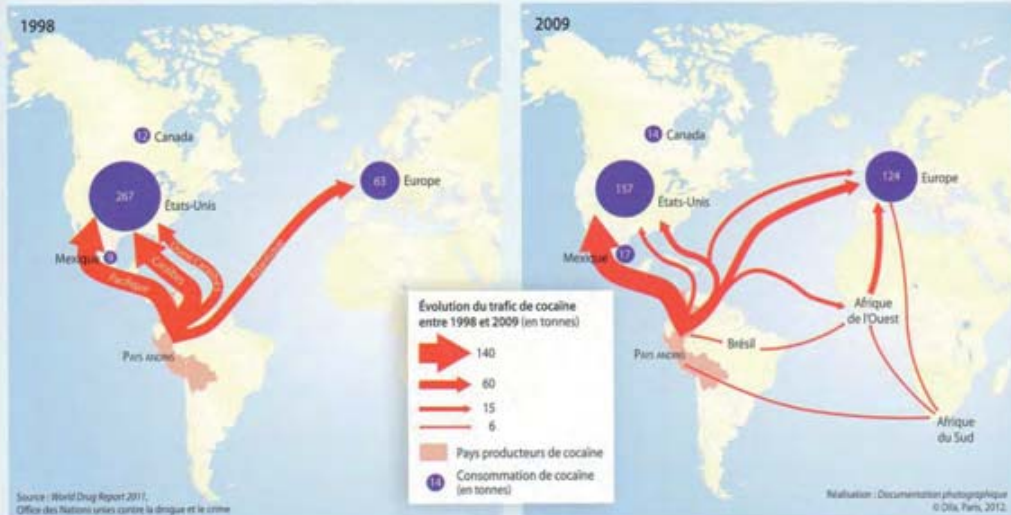 1998
12
Canada
267
États-Unis
63
Europe
Mexique
9
Pacifique
Caraïbes
Atlantique
PAYS ANDINS
Source : World Drug Report 2011,
Office des Nations unies contre la drogue et le crime
Évolution du trafic de cocaïne
entre 1998 et 2009 (en tonnes)
140
60
15
6
Pays producteurs de cocaïne
14
Consommation de cocaïne
(en tonnes)
2009
14
Canada
157
États-Unis
124
Europe
Mexique
17
Afrique
de l'Ouest
Brésil
PAYS ANDINS
Afrique
du Sud
Réalisation : Documentation photographique
© Dila, Paris, 2012.